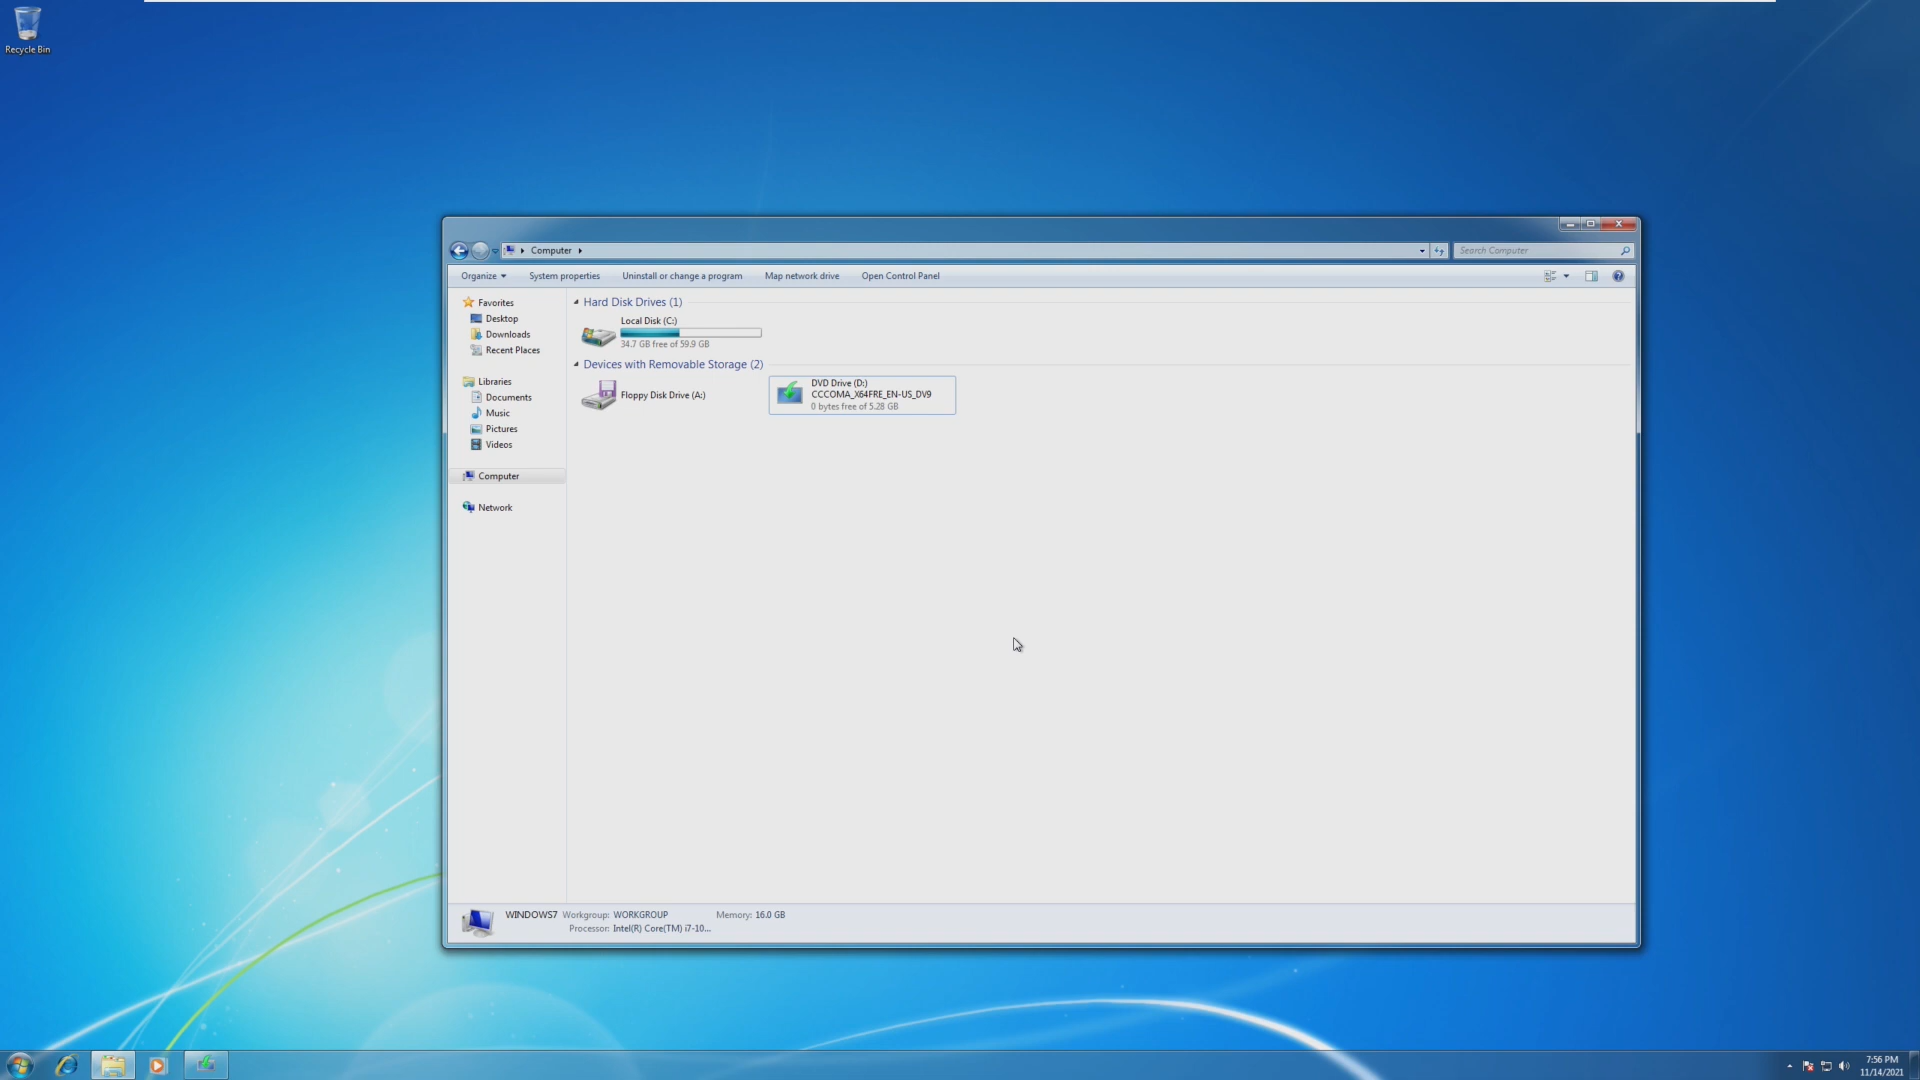 Recycle Bin
Computer
Search Computer
Organize
System properties
Uninstall or change a program
Map network drive
Open Control Panel
Favorites
Desktop
Downloads
Recent Places
Libraries
Documents
Music
Pictures
Videos
Computer
Network
Hard Disk Drives (1)
Local Disk (C:)
34.7 GB free of 59.9 GB
Devices with Removable Storage (2)
Floppy Disk Drive (A:)
DVD Drive (D:)
CCCOMA_X64FRE_EN-US_DV9
0 bytes free of 5.28 GB
WINDOWS7 Workgroup: WORKGROUP Memory: 16.0 GB
Processor: Intel(R) Core(TM) i7-10...
7:56 PM
11/14/2021